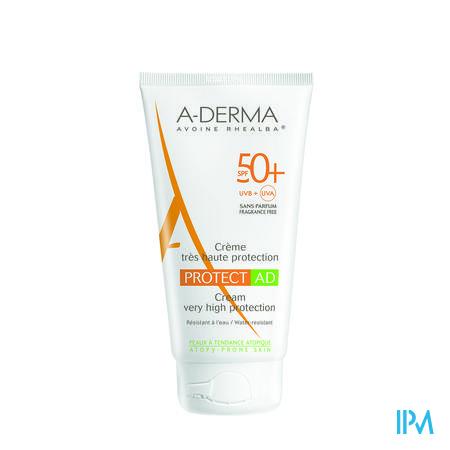 A-DERMA
AVOINE RHEALBA®
SPF 50+
UVB + UVA
SANS PARFUM
FRAGRANCE FREE
Crème
très haute protection
PROTECT AD
Cream
very high protection
Résistant à l'eau / Water-resistant
PEAUX À TENDANCE ATOPIQUE
ATOPY-PRONE SKIN
IPM